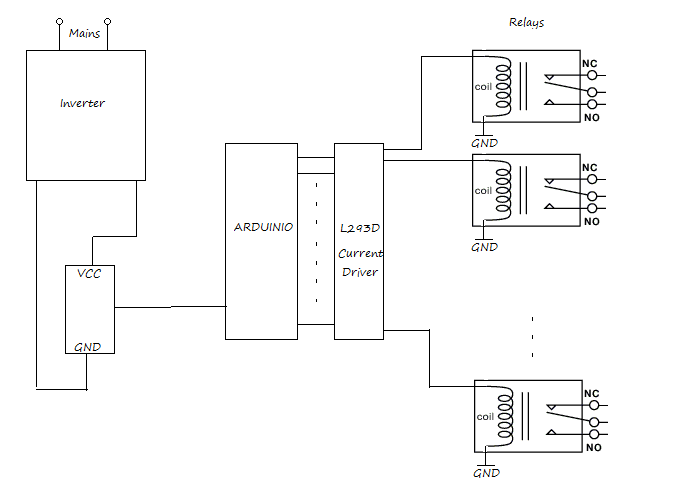 Relays
Mains
Inverter
NC
coil
NO
GND
NC
coil
NO
GND
ARDUINIO
L293D
Current
Driver
VCC
GND
NC
coil
NO
GND